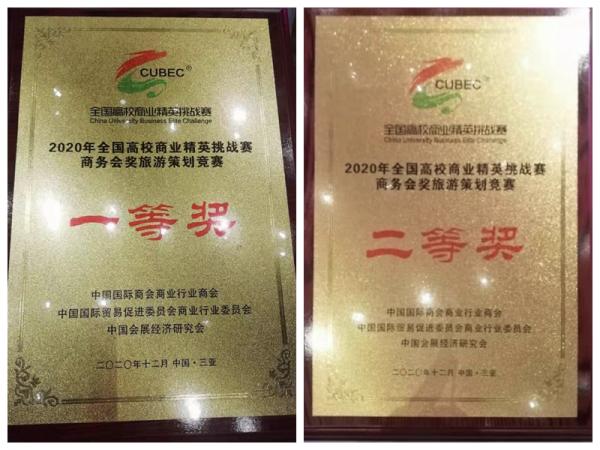 CUBEC®
全国高校商业精英挑战赛
China University Business Elite Challenge
2020年全国高校商业精英挑战赛
商务会奖旅游策划竞赛
一等奖
中国国际商会商业行业商会
中国国际贸易促进委员会商业行业委员会
中国会展经济研究会
二〇二〇年十二月 中国·三亚
CUBEC®
全国高校商业精英挑战赛
China University Business Elite Challenge
2020年全国高校商业精英挑战赛
商务会奖旅游策划竞赛
二等奖
中国国际商会商业行业商会
中国国际贸易促进委员会商业行业委员会
中国会展经济研究会
二〇二〇年十二月 中国·三亚